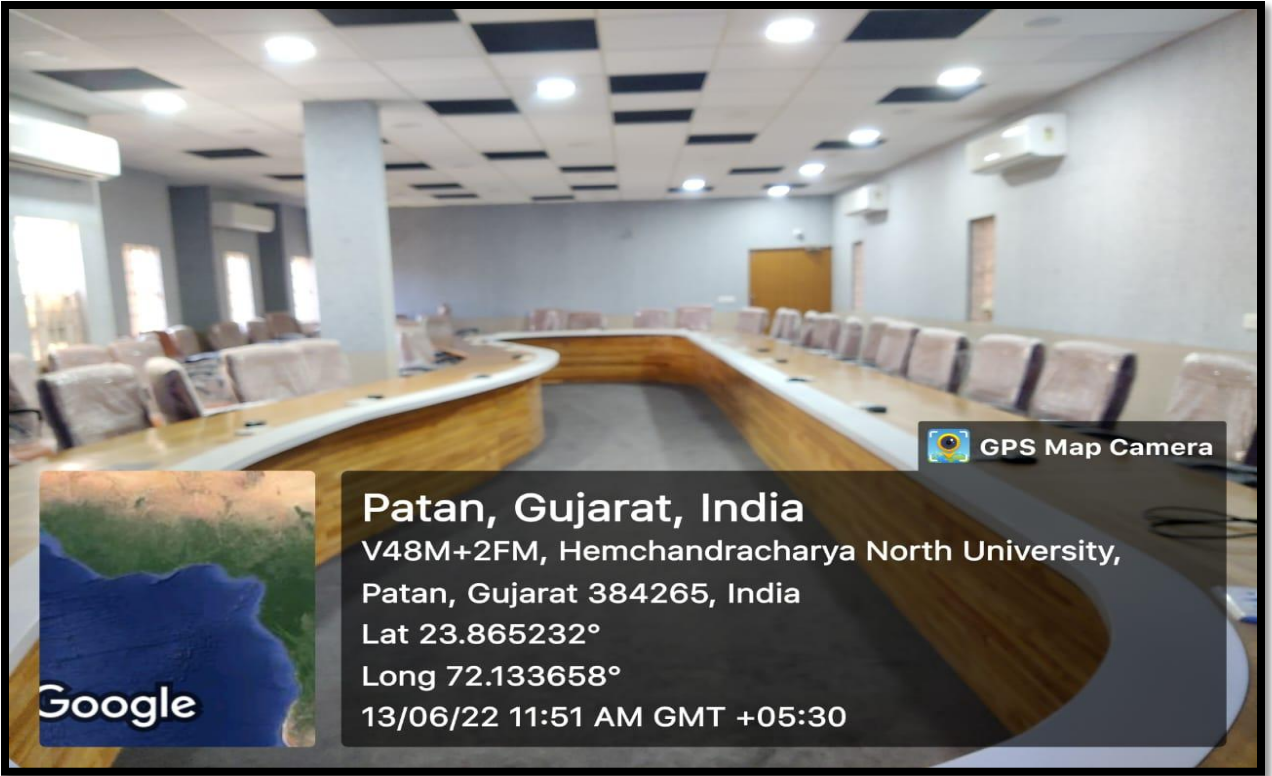 GPS Map Camera
Patan, Gujarat, India
V48M+2FM, Hemchandracharya North University,
Patan, Gujarat 384265, India
Lat 23.865232°
Long 72.133658°
13/06/22 11:51 AM GMT +05:30
Google